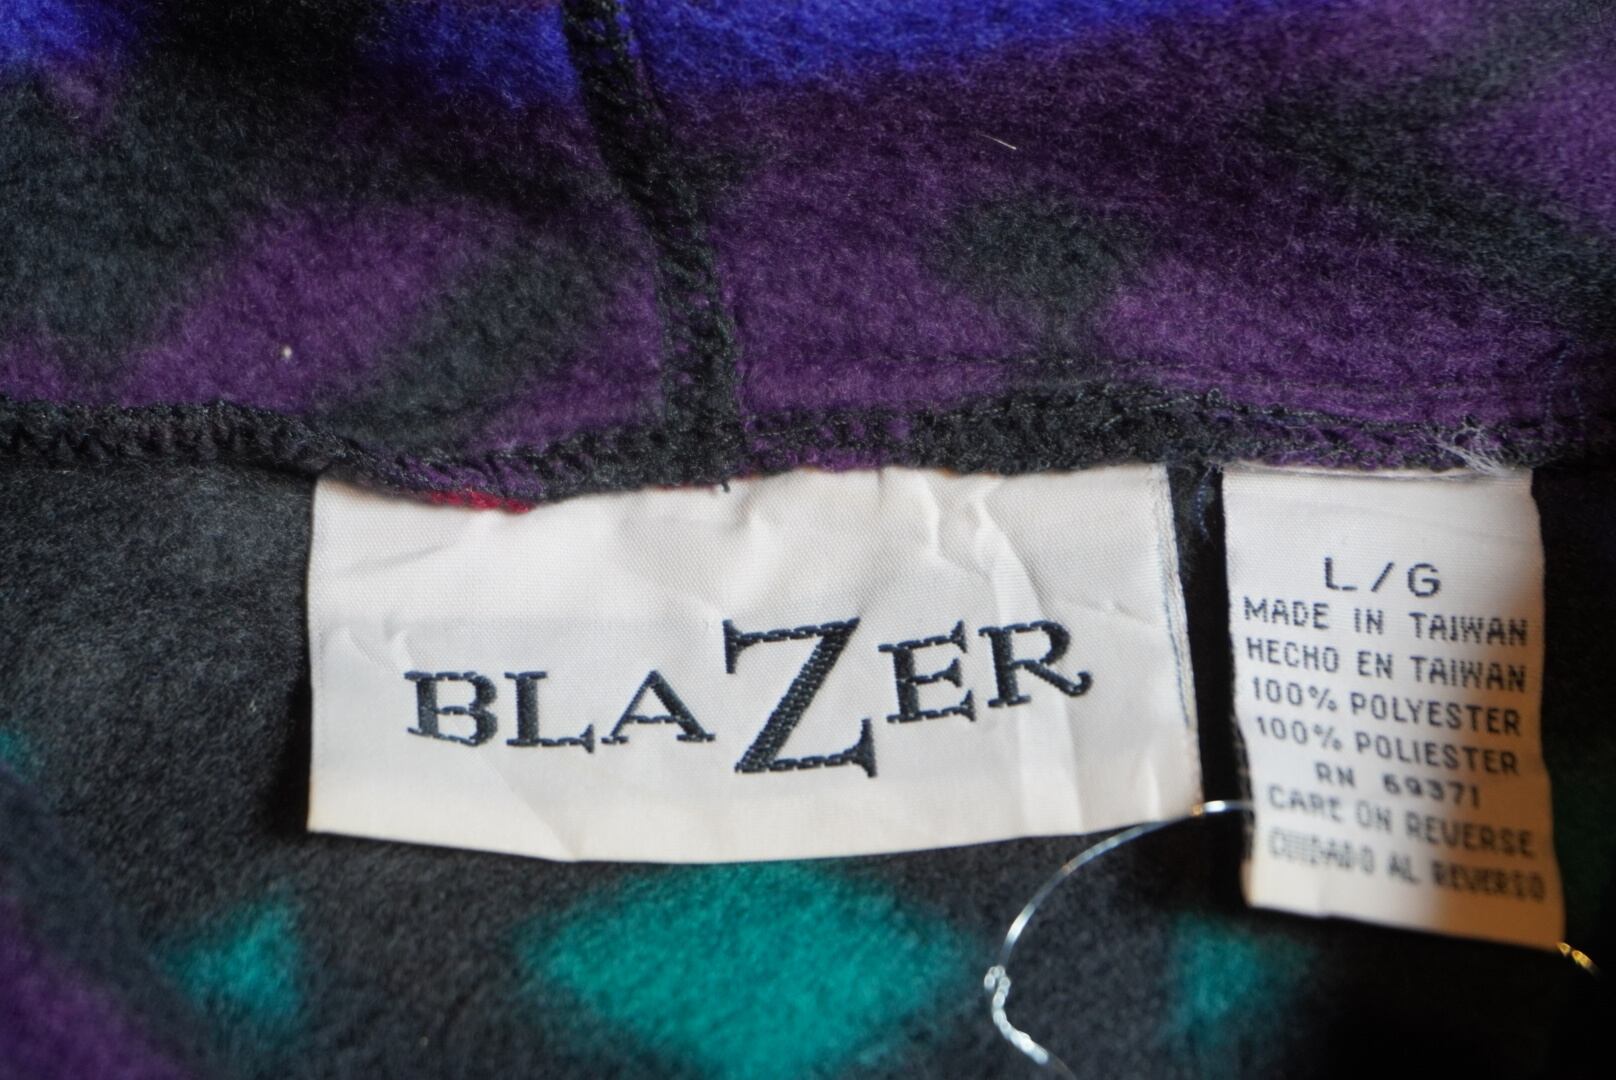 BLAZER
L/G
MADE IN TAIWAN
HECHO EN TAIWAN
100% POLYESTER
100% POLIESTER
RN 69371
CARE ON REVERSE
CUIDADO AL REVERSO